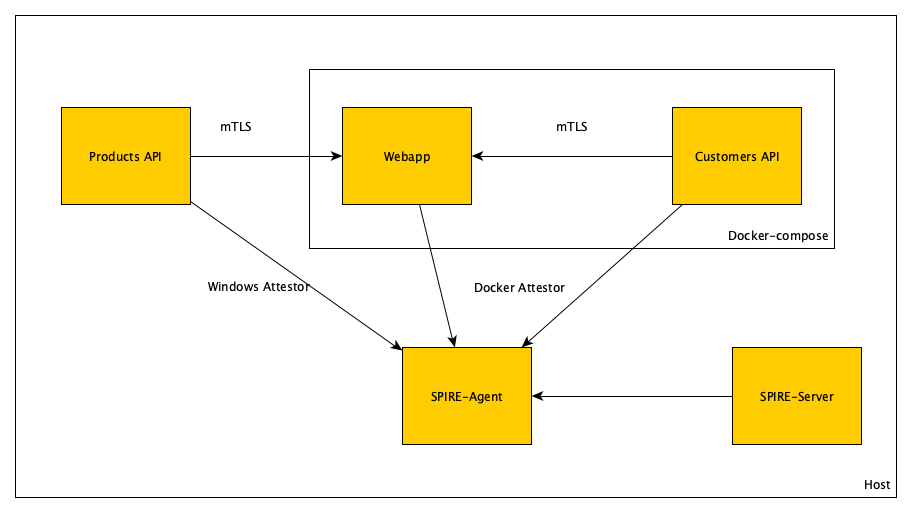 mTLS
mTLS
Products API
Webapp
Customers API
Docker-compose
Windows Attestor
Docker Attestor
SPIRE-Agent
SPIRE-Server
Host